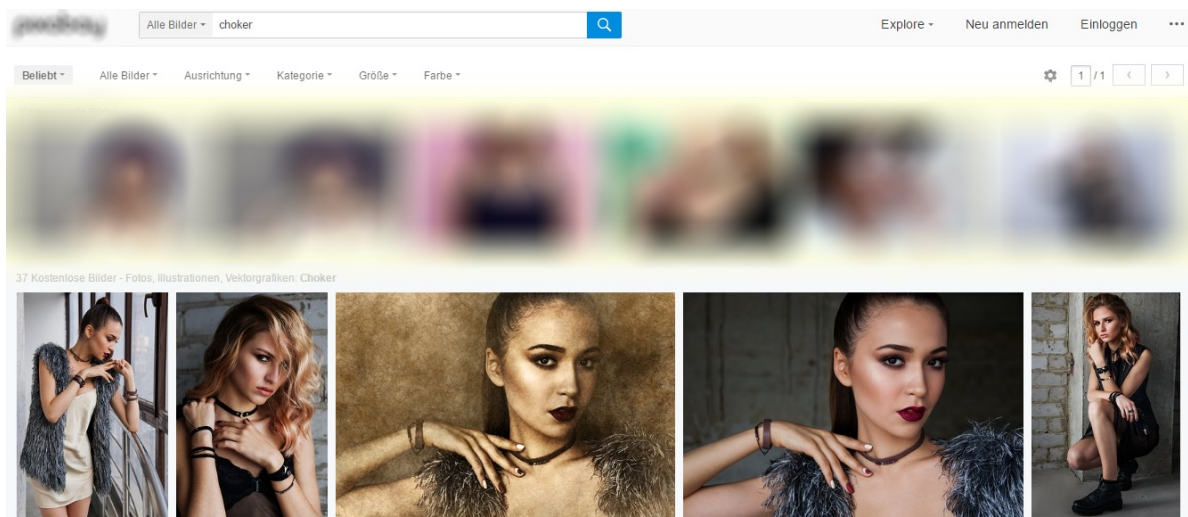 Alle Bilder choker Explore Neu anmelden Einloggen
Beliebt Alle Bilder Ausrichtung Kategorie Größe Farbe 1 / 1
37 Kostenlose Bilder - Fotos, Illustrationen, Vektorgrafiken: Choker